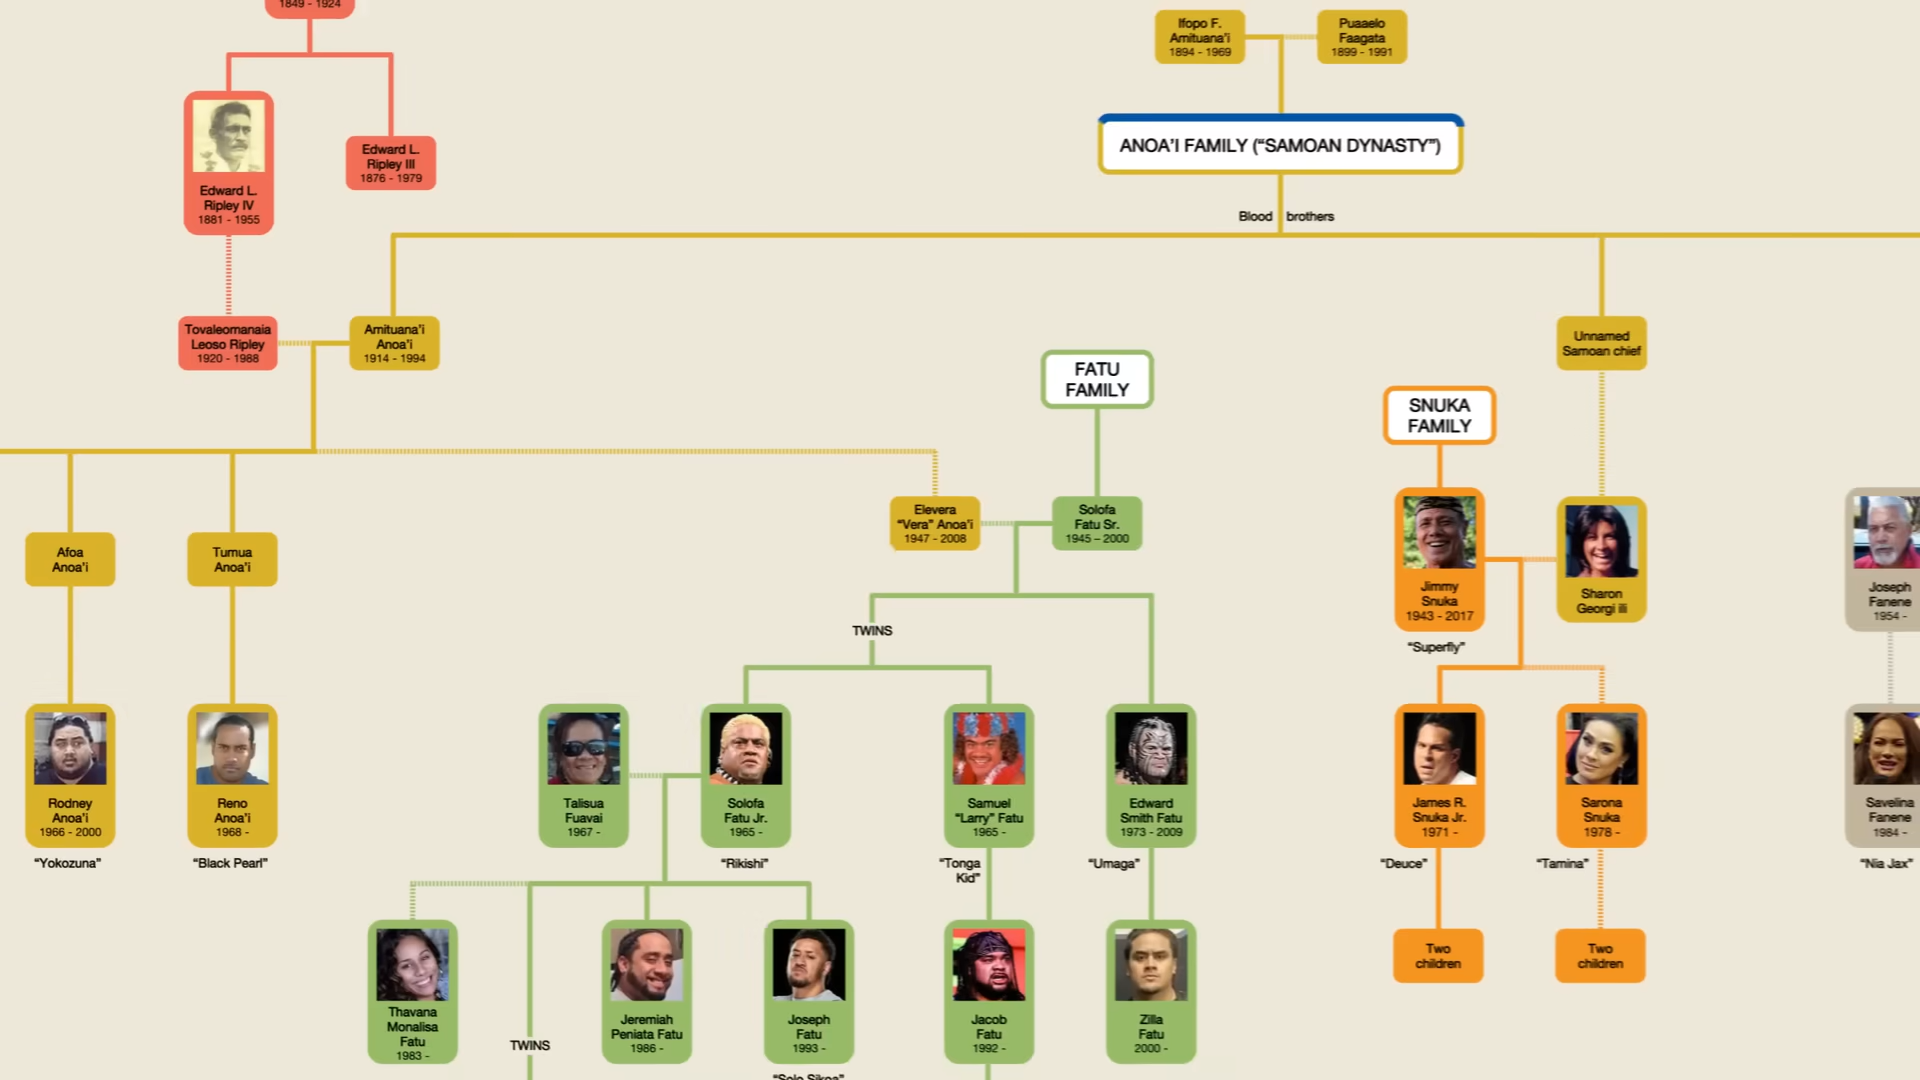 1849 - 1924
Ifopo F.
Amituana’i
1894 - 1969
Puaaelo
Faagata
1899 - 1991
ANOA’I FAMILY (“SAMOAN DYNASTY”)
Edward L.
Ripley III
1876 - 1979
Edward L.
Ripley IV
1881 - 1955
Blood brothers
Tovaleomanaia
Leoso Ripley
1920 - 1988
Amituana’i
Anoa’i
1914 - 1994
Unnamed
Samoan chief
FATU
FAMILY
SNUKA
FAMILY
Afoa
Anoa’i
Tumua
Anoa’i
Elevera
“Vera” Anoa’i
1947 - 2008
Solofa
Fatu Sr.
1945 – 2000
Jimmy
Snuka
1943 - 2017
“Superfly”
Sharon
Georgi ili
Joseph
Fanene
1954 -
TWINS
Rodney
Anoa’i
1966 - 2000
“Yokozuna”
Reno
Anoa’i
1968 -
“Black Pearl”
Talisua
Fuavai
1967 -
Solofa
Fatu Jr.
1965 -
“Rikishi”
Samuel
“Larry” Fatu
1965 -
“Tonga
Kid”
Edward
Smith Fatu
1973 - 2009
“Umaga”
James R.
Snuka Jr.
1971 -
“Deuce”
Sarona
Snuka
1978 -
“Tamina”
Savelina
Fanene
1984 -
“Nia Jax”
Thavana
Monalisa
Fatu
1983 -
TWINS
Jeremiah
Peniata Fatu
1986 -
Joseph
Fatu
1993 -
“Solo Sikoa”
Jacob
Fatu
1992 -
Zilla
Fatu
2000 -
Two
children
Two
children